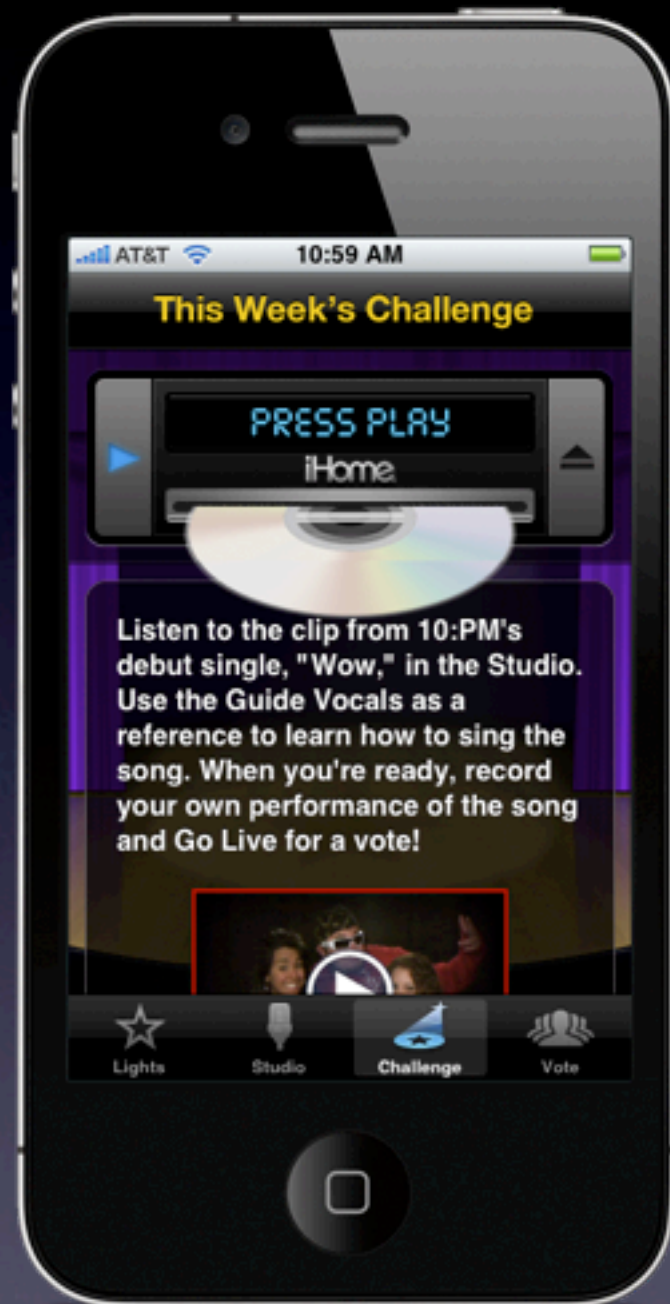 AT&T 10:59 AM
This Week's Challenge
PRESS PLAY
iHome
Listen to the clip from 10:PM's
debut single, "Wow," in the Studio.
Use the Guide Vocals as a
reference to learn how to sing the
song. When you're ready, record
your own performance of the song
and Go Live for a vote!
Lights Studio Challenge Vote